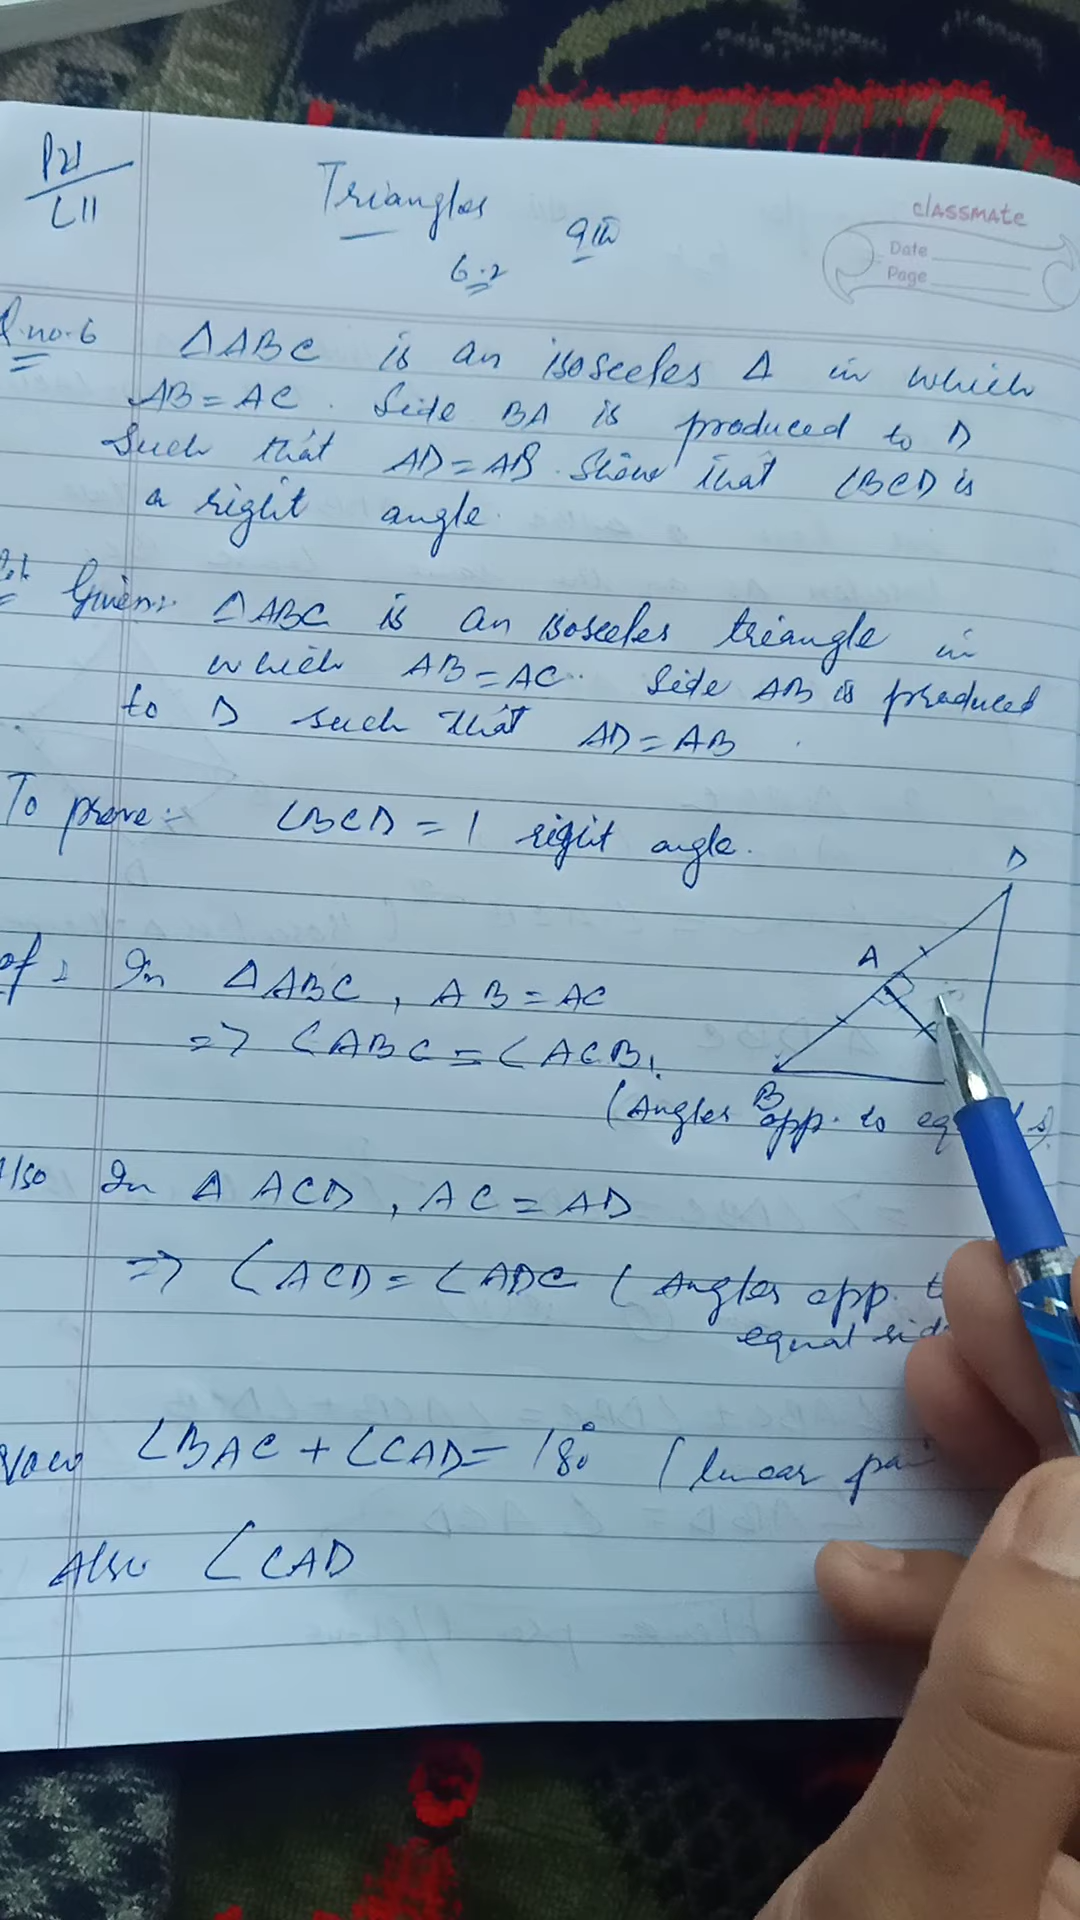 P21
L11
Triangles
9th
6.2
classmate
Date
Page
Q.no.6 ΔABC is an isosceles Δ in which
AB = AC. Side BA is produced to D
Such that AD = AB. Show that ∠BCD is
a right angle.
Given:- ΔABC is an isosceles triangle in
which AB = AC. Side AB is produced
to D such that AD = AB
To prove:- ∠BCD = 1 right angle.
D
A
B
In ΔABC, AB = AC
=> ∠ABC = ∠ACB.
(Angles opp. to
Also In Δ ACD, AC = AD
=> ∠ACD = ∠ADC (Angles opp.
equal
Now ∠BAC + ∠CAD = 180° (linear
Also ∠CAD